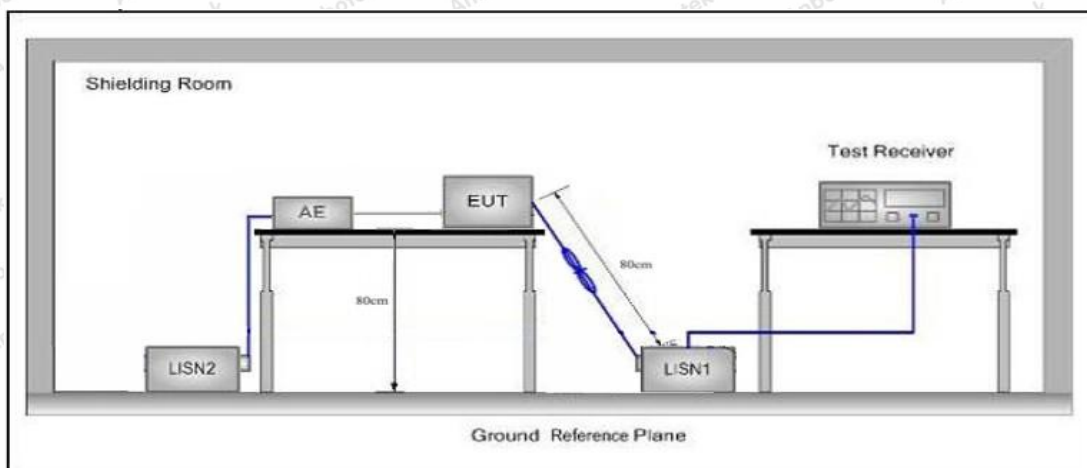 Shielding Room
Test Receiver
EUT
AE
80cm
80cm
LISN2
LISN1
Ground Reference Plane